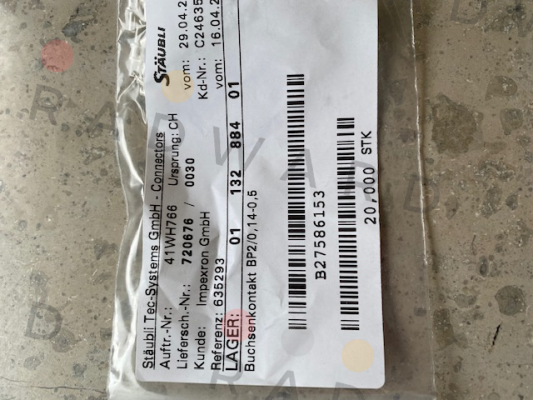 STÄUBLI
Stäubli Tec-Systems GmbH - Connectors
Auftr.-Nr.: 41WH766 Ursprung: CH vom: 29.04.2
Liefersch.-Nr.: 720676 / 0030 Kd-Nr.: C24635
Kunde: Impexron GmbH
Referenz: 635293 vom: 16.04.2
LAGER: 01 132 884 01
Buchsenkontakt BP2/0,14-0,5
B27586153
20,000 STK